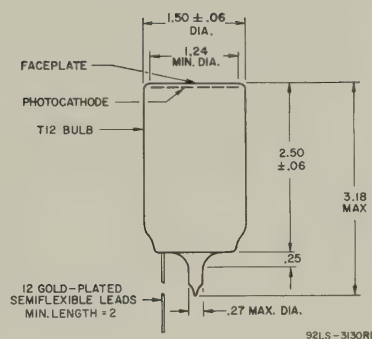 1.50 ± .06
DIA.
1.24
MIN. DIA.
FACEPLATE
PHOTOCATHODE
T12 BULB
2.50
±.06
3.18
MAX
.25
12 GOLD-PLATED
SEMIFLEXIBLE LEADS
MIN. LENGTH = 2
.27 MAX. DIA.
92LS-3130R1